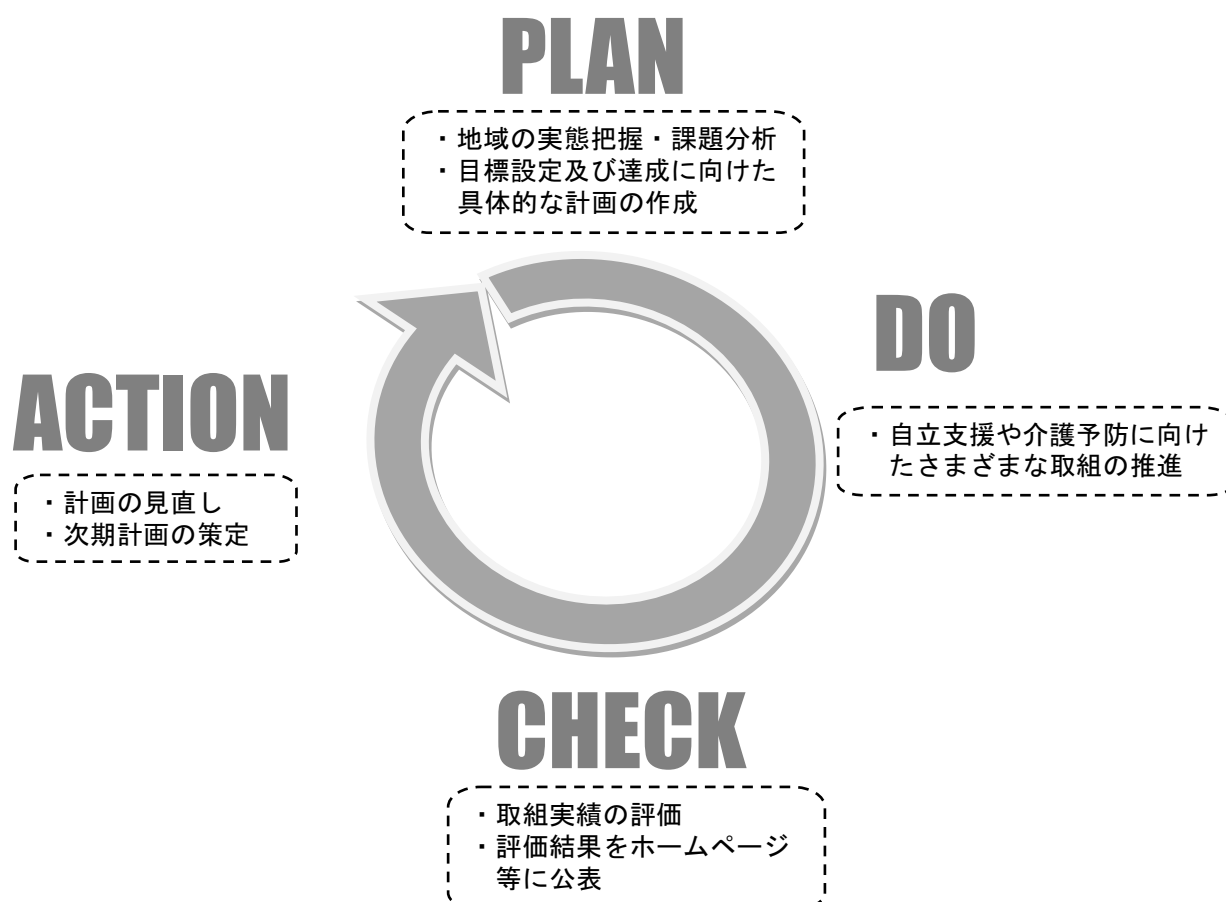 PLAN
・地域の実態把握・課題分析
・目標設定及び達成に向けた
具体的な計画の作成
DO
・自立支援や介護予防に向け
たさまざまな取組の推進
ACTION
・計画の見直し
・次期計画の策定
CHECK
・取組実績の評価
・評価結果をホームページ
等に公表